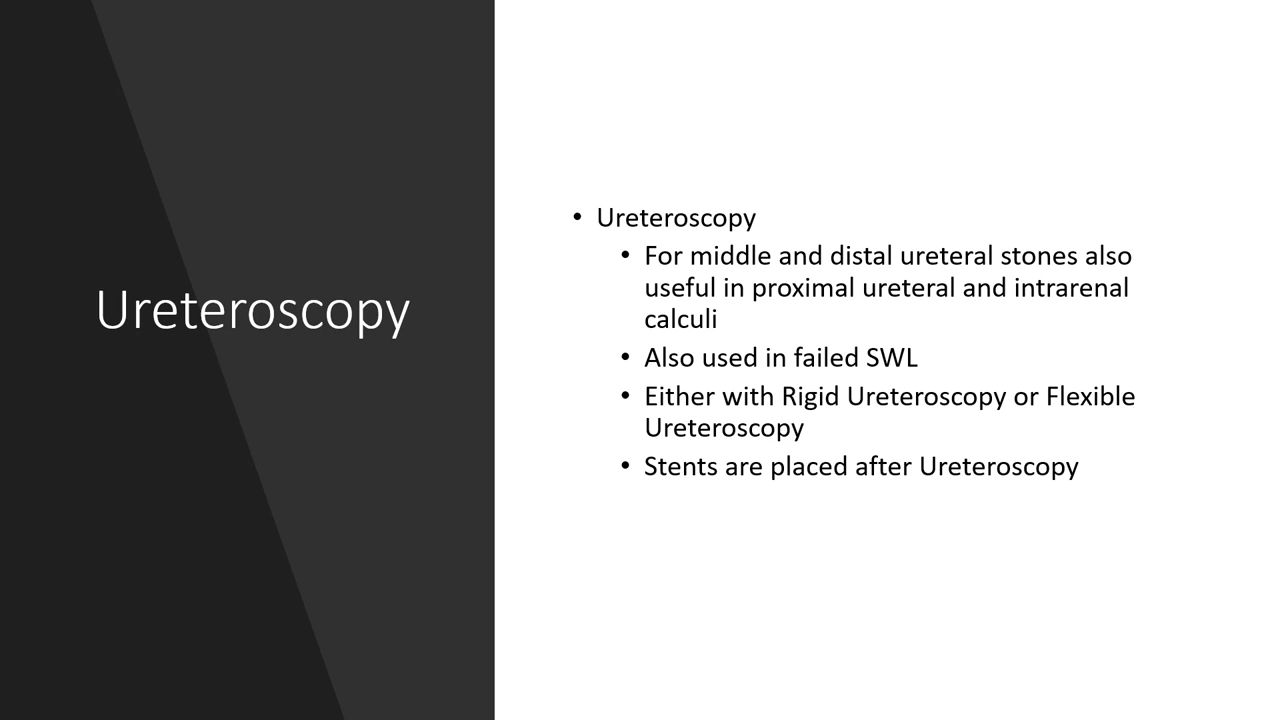 Ureteroscopy
• Ureteroscopy
• For middle and distal ureteral stones also
useful in proximal ureteral and intrarenal
calculi
• Also used in failed SWL
• Either with Rigid Ureteroscopy or Flexible
Ureteroscopy
• Stents are placed after Ureteroscopy